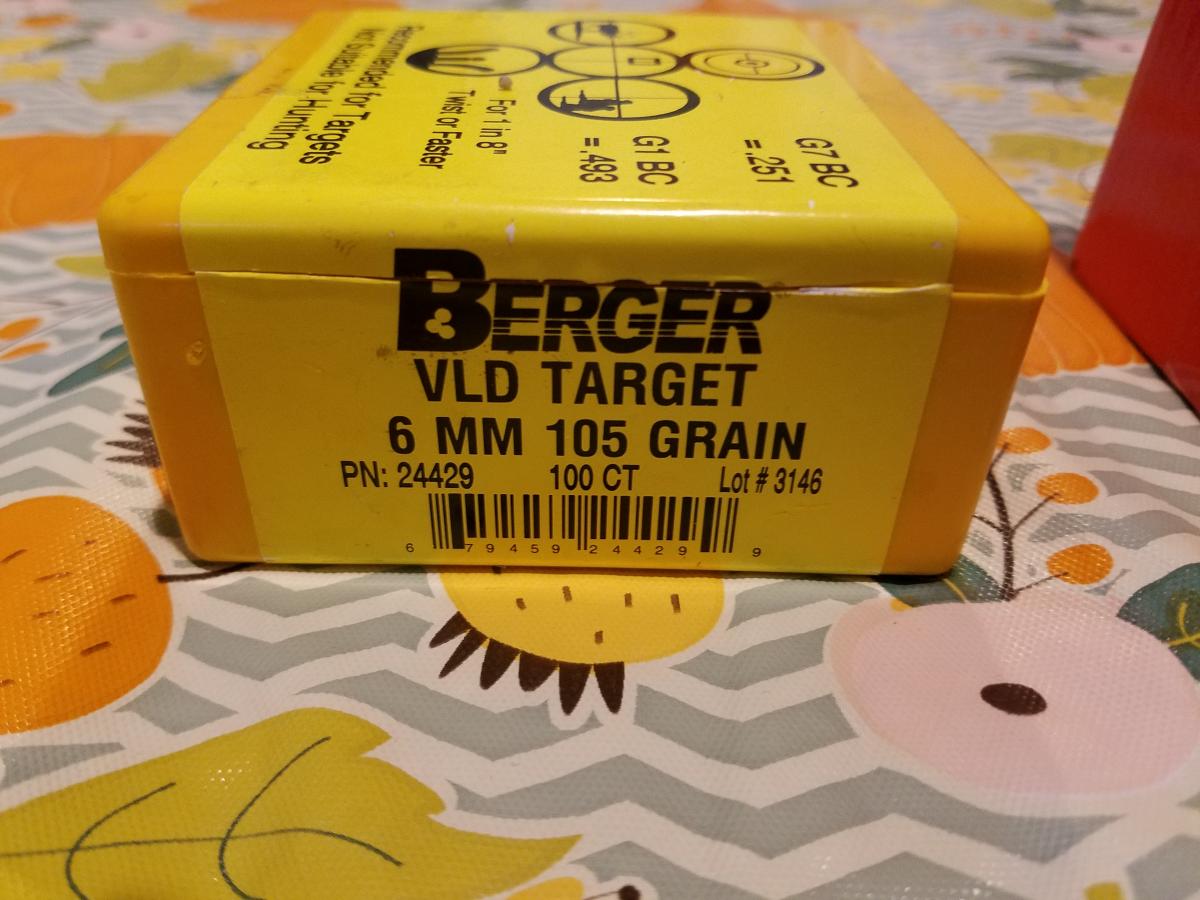 Recommended for Targets
Not Suitable for Hunting
For 1 in 8"
Twist or Faster
G7 BC
= .251
G1 BC
= .493
BERGER
VLD TARGET
6 MM 105 GRAIN
PN: 24429 100 CT Lot # 3146
6 79459 24429 9